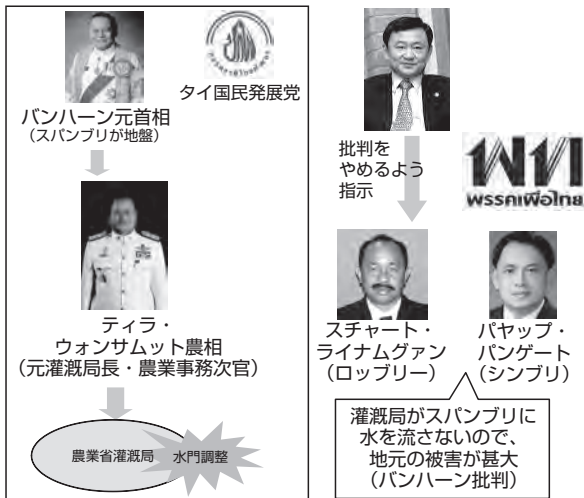 タイ国民発展党
バンハーン元首相
(スパンブリが地盤)
ティラ・
ウォンサムット農相
(元灌漑局長・農業事務次官)
農業省灌漑局
水門調整
批判を
やめるよう
指示
พท
พรรคเพื่อไทย
スチャート・
ライナムグァン
(ロッブリー)
パヤップ・
パンゲート
(シンブリ)
灌漑局がスパンブリに
水を流さないので、
地元の被害が甚大
(バンハーン批判)